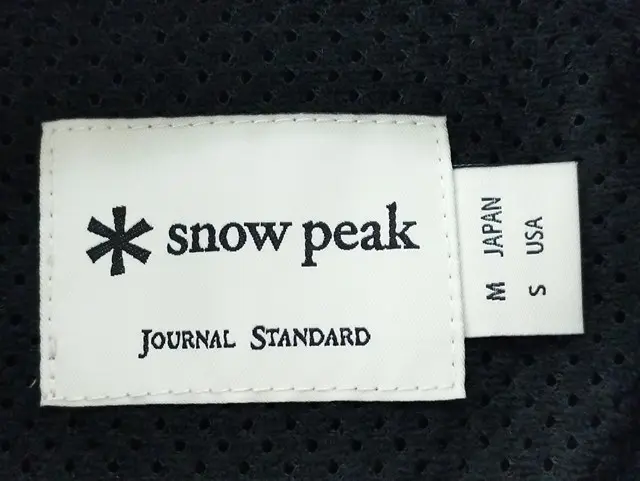 snow peak
JOURNAL STANDARD
M JAPAN
S USA